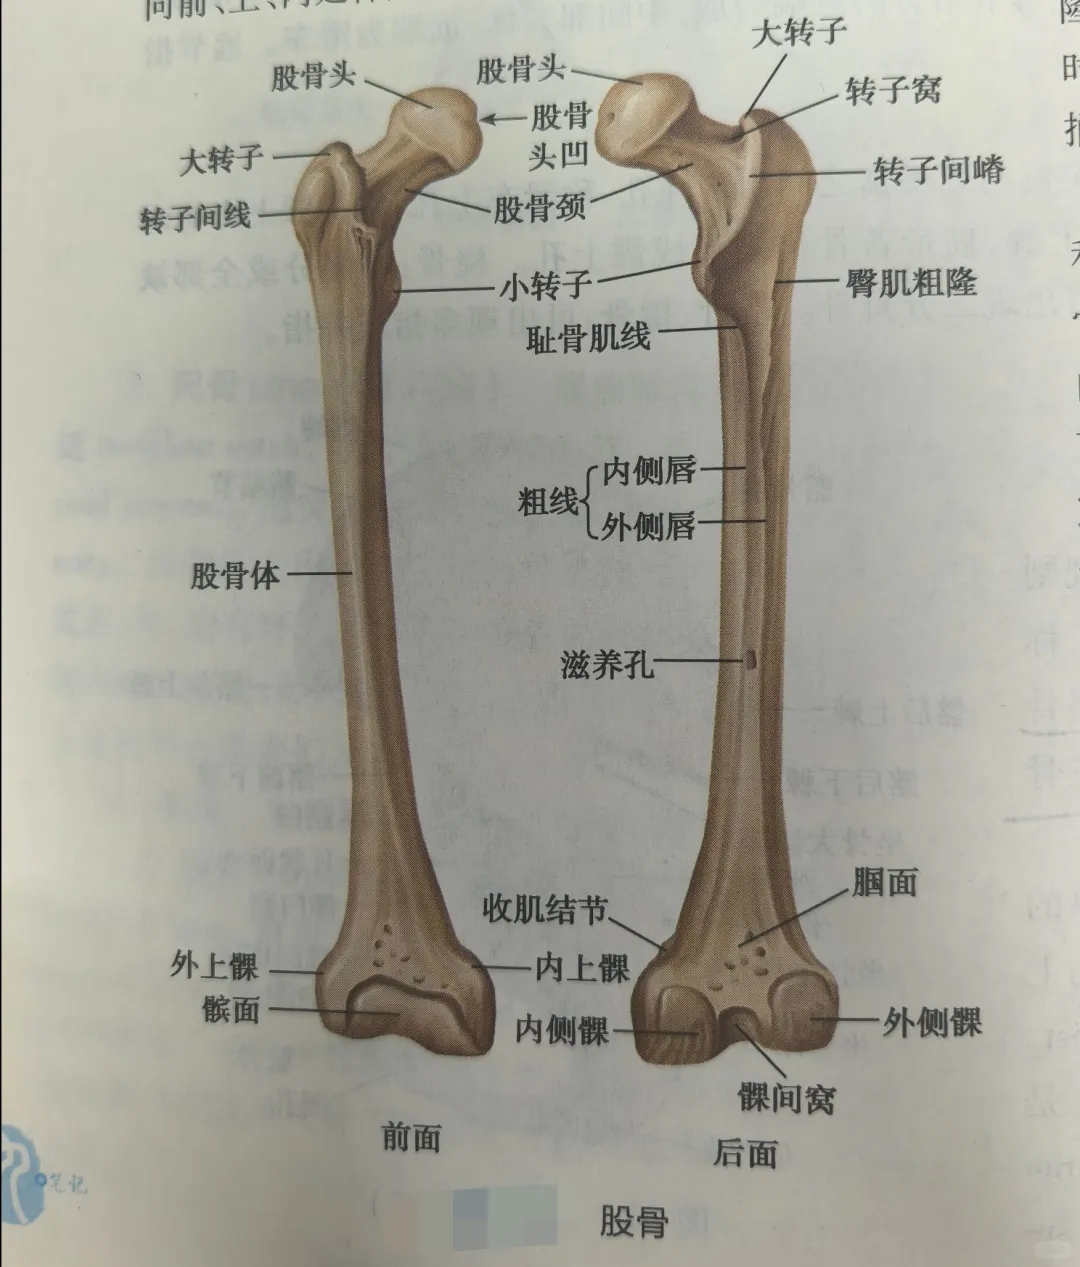 大转子
股骨头
股骨头
转子窝
股骨
头凹
大转子
转子间嵴
转子间线
股骨颈
小转子
臀肌粗隆
耻骨肌线
内侧唇
粗线
外侧唇
股骨体
滋养孔
腘面
收肌结节
外上髁
内上髁
髌面
内侧髁
外侧髁
髁间窝
前面
后面
笔记
股骨